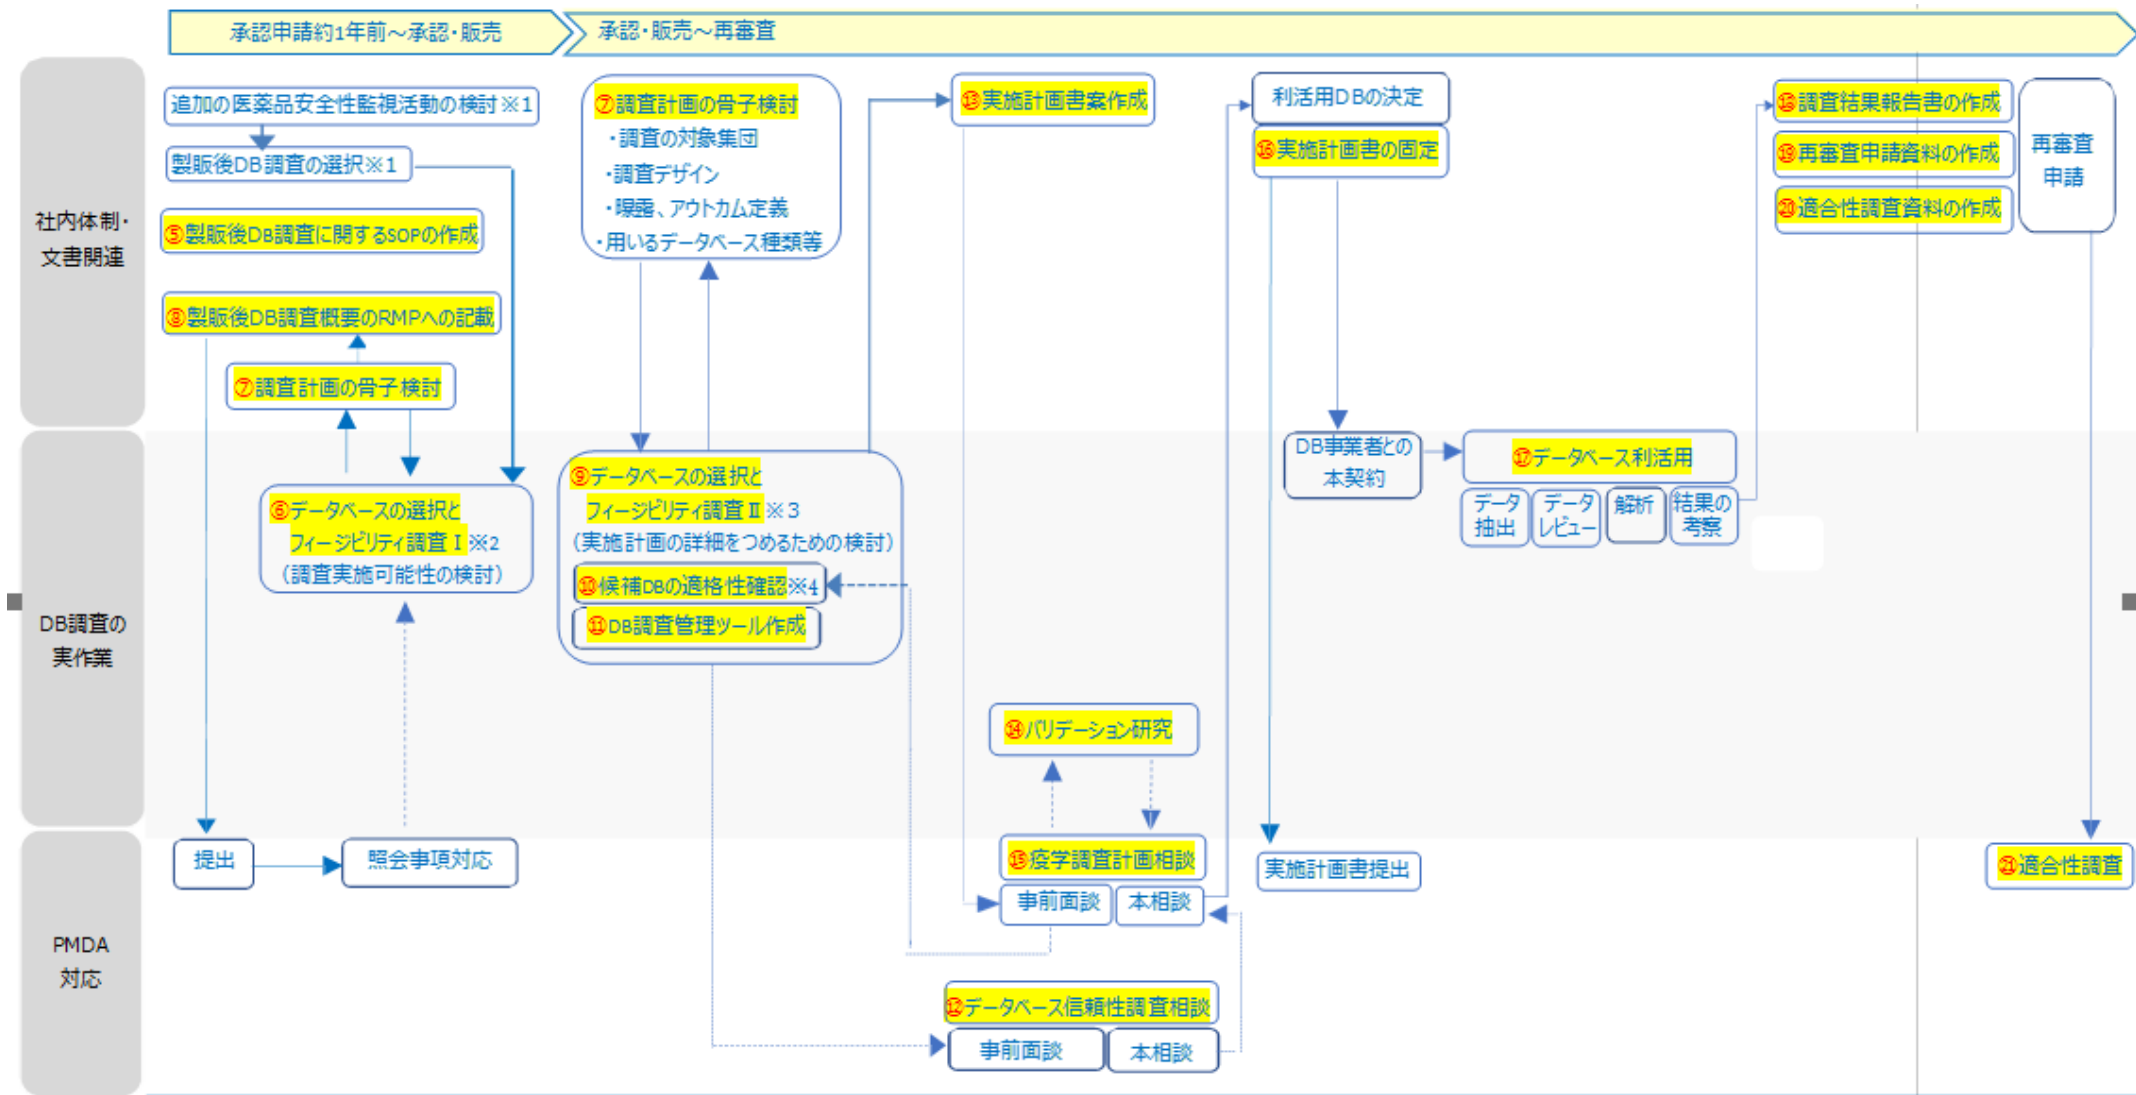 承認申請約1年前～承認・販売
承認・販売～再審査
社内体制・
文書関連
追加の医薬品安全性監視活動の検討※1
製販後DB調査の選択※1
⑤製販後DB調査に関するSOPの作成
⑧製販後DB調査概要のRMPへの記載
⑦調査計画の骨子検討
⑦調査計画の骨子検討
・調査の対象集団
・調査デザイン
・曝露、アウトカム定義
・用いるデータベース種類等
⑬実施計画書案作成
利活用DBの決定
⑯実施計画書の固定
⑱調査結果報告書の作成
⑲再審査申請資料の作成
⑳適合性調査資料の作成
再審査
申請
DB調査の
実作業
⑥データベースの選択と
フィージビリティ調査Ⅰ※2
（調査実施可能性の検討）
⑨データベースの選択と
フィージビリティ調査Ⅱ※3
（実施計画の詳細をつめるための検討）
⑩候補DBの適格性確認※4
⑪DB調査管理ツール作成
⑭バリデーション研究
DB事業者との
本契約
⑰データベース利活用
データ
抽出
データ
レビュー
解析
結果の
考察
PMDA
対応
提出
照会事項対応
⑮疫学調査計画相談
事前面談
本相談
⑫データベース信頼性調査相談
事前面談
本相談
実施計画書提出
㉑適合性調査